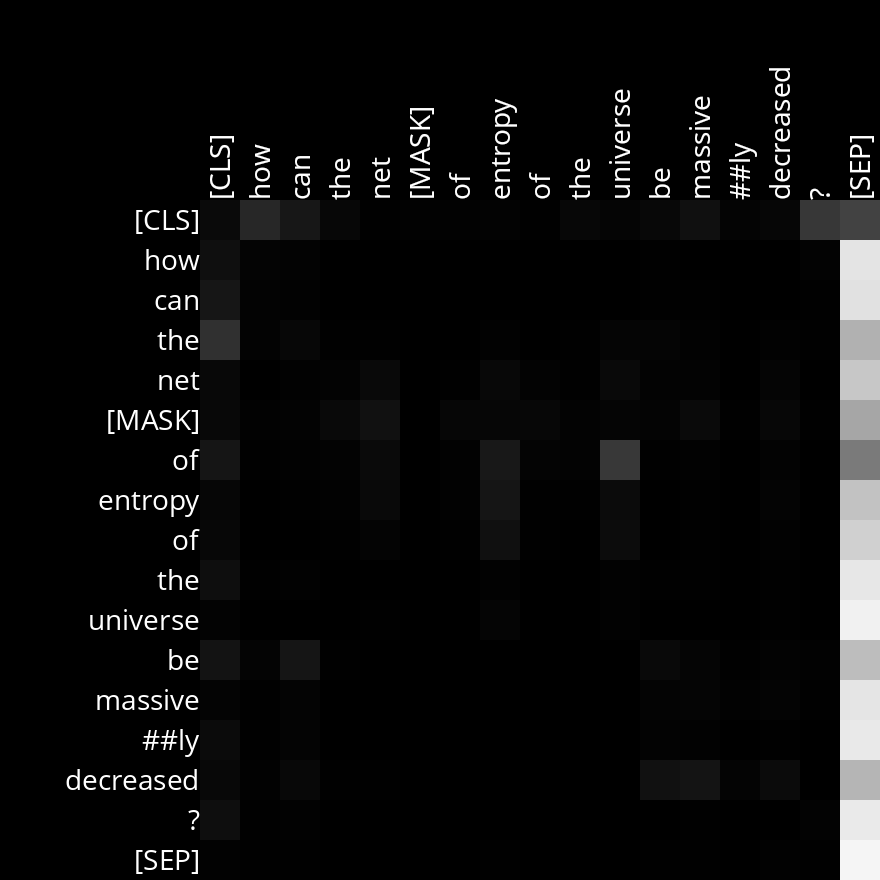 [CLS] how can the net [MASK] of entropy of the universe be massive ##ly decreased ? [SEP]
[CLS]
how
can
the
net
[MASK]
of
entropy
of
the
universe
be
massive
##ly
decreased
?
[SEP]